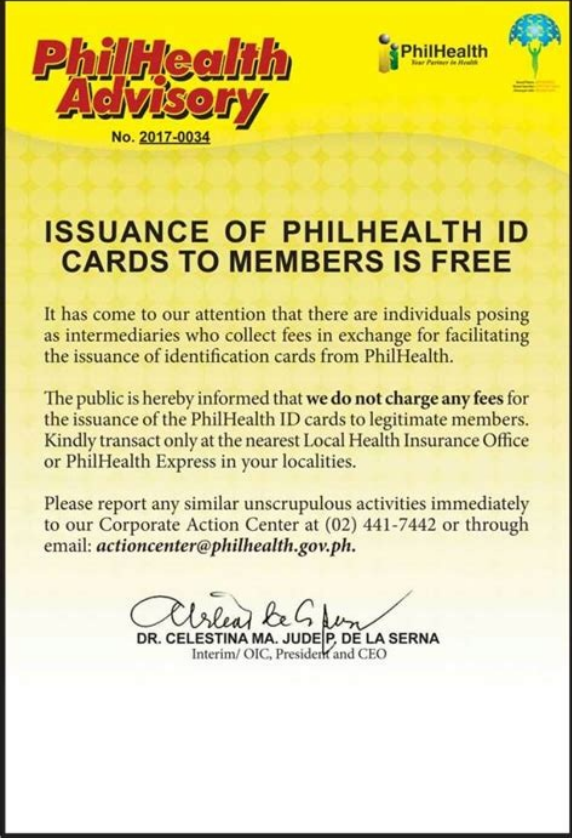 PhilHealth
Advisory
No. 2017-0034
PhilHealth
Your Partner in Health
ISSUANCE OF PHILHEALTH ID
CARDS TO MEMBERS IS FREE
It has come to our attention that there are individuals posing
as intermediaries who collect fees in exchange for facilitating
the issuance of identification cards from PhilHealth.
The public is hereby informed that we do not charge any fees for
the issuance of the PhilHealth ID cards to legitimate members.
Kindly transact only at the nearest Local Health Insurance Office
or PhilHealth Express in your localities.
Please report any similar unscrupulous activities immediately
to our Corporate Action Center at (02) 441-7442 or through
email: actioncenter@philhealth.gov.ph.
DR. CELESTINA MA. JUDE P. DE LA SERNA
Interim/ OIC, President and CEO